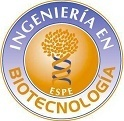 INGENIERÍA EN
ESPE
BIOTECNOLOGÍA